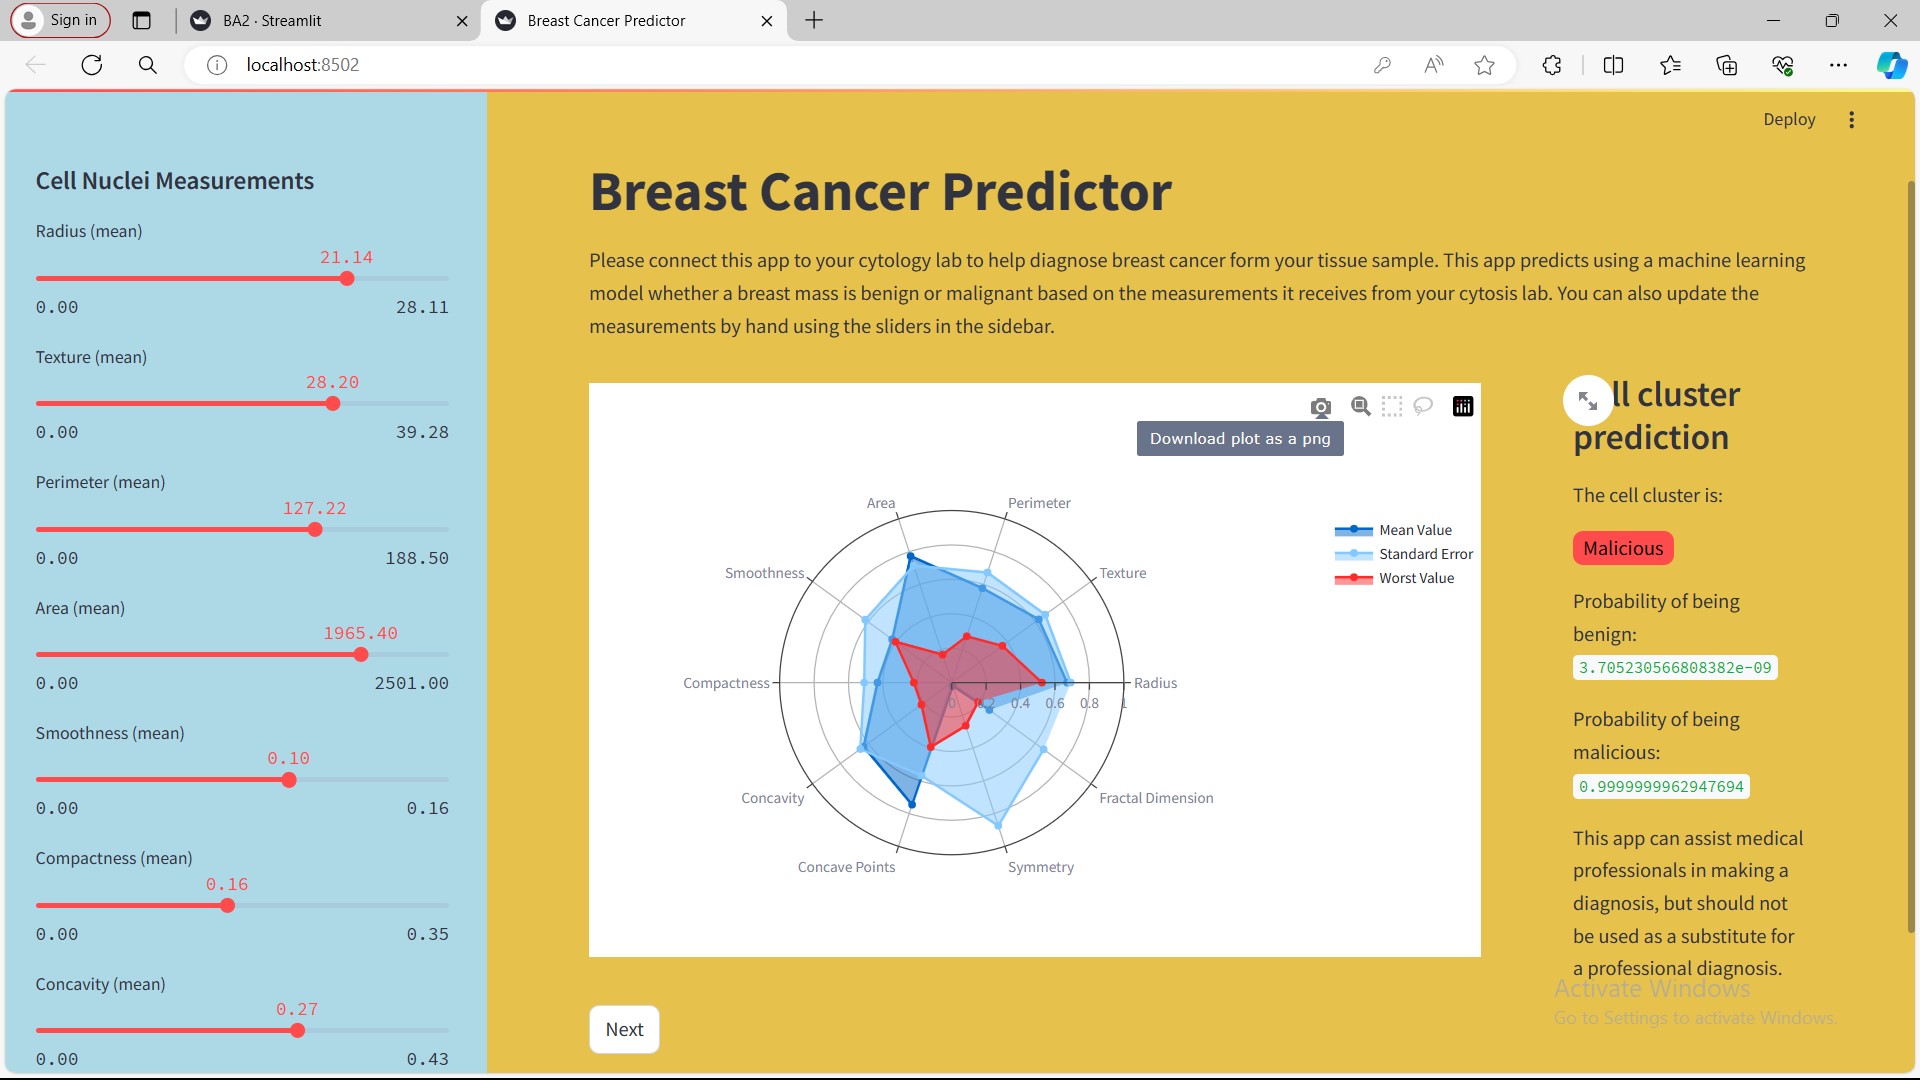 Sign in
BA2 · Streamlit
Breast Cancer Predictor
localhost:8502
Deploy
Cell Nuclei Measurements
Radius (mean)
21.14
0.00 28.11
Texture (mean)
28.20
0.00 39.28
Perimeter (mean)
127.22
0.00 188.50
Area (mean)
1965.40
0.00 2501.00
Smoothness (mean)
0.10
0.00 0.16
Compactness (mean)
0.16
0.00 0.35
Concavity (mean)
0.27
0.00 0.43
Breast Cancer Predictor
Please connect this app to your cytology lab to help diagnose breast cancer form your tissue sample. This app predicts using a machine learning
model whether a breast mass is benign or malignant based on the measurements it receives from your cytosis lab. You can also update the
measurements by hand using the sliders in the sidebar.
Download plot as a png
Area
Perimeter
Smoothness
Texture
Compactness
Radius
0 0.2 0.4 0.6 0.8 1
Concavity
Fractal Dimension
Concave Points
Symmetry
Mean Value
Standard Error
Worst Value
Next
ll cluster
prediction
The cell cluster is:
Malicious
Probability of being
benign:
3.705230566808382e-09
Probability of being
malicious:
0.9999999962947694
This app can assist medical
professionals in making a
diagnosis, but should not
be used as a substitute for
a professional diagnosis.
Activate Windows
Go to Settings to activate Windows.